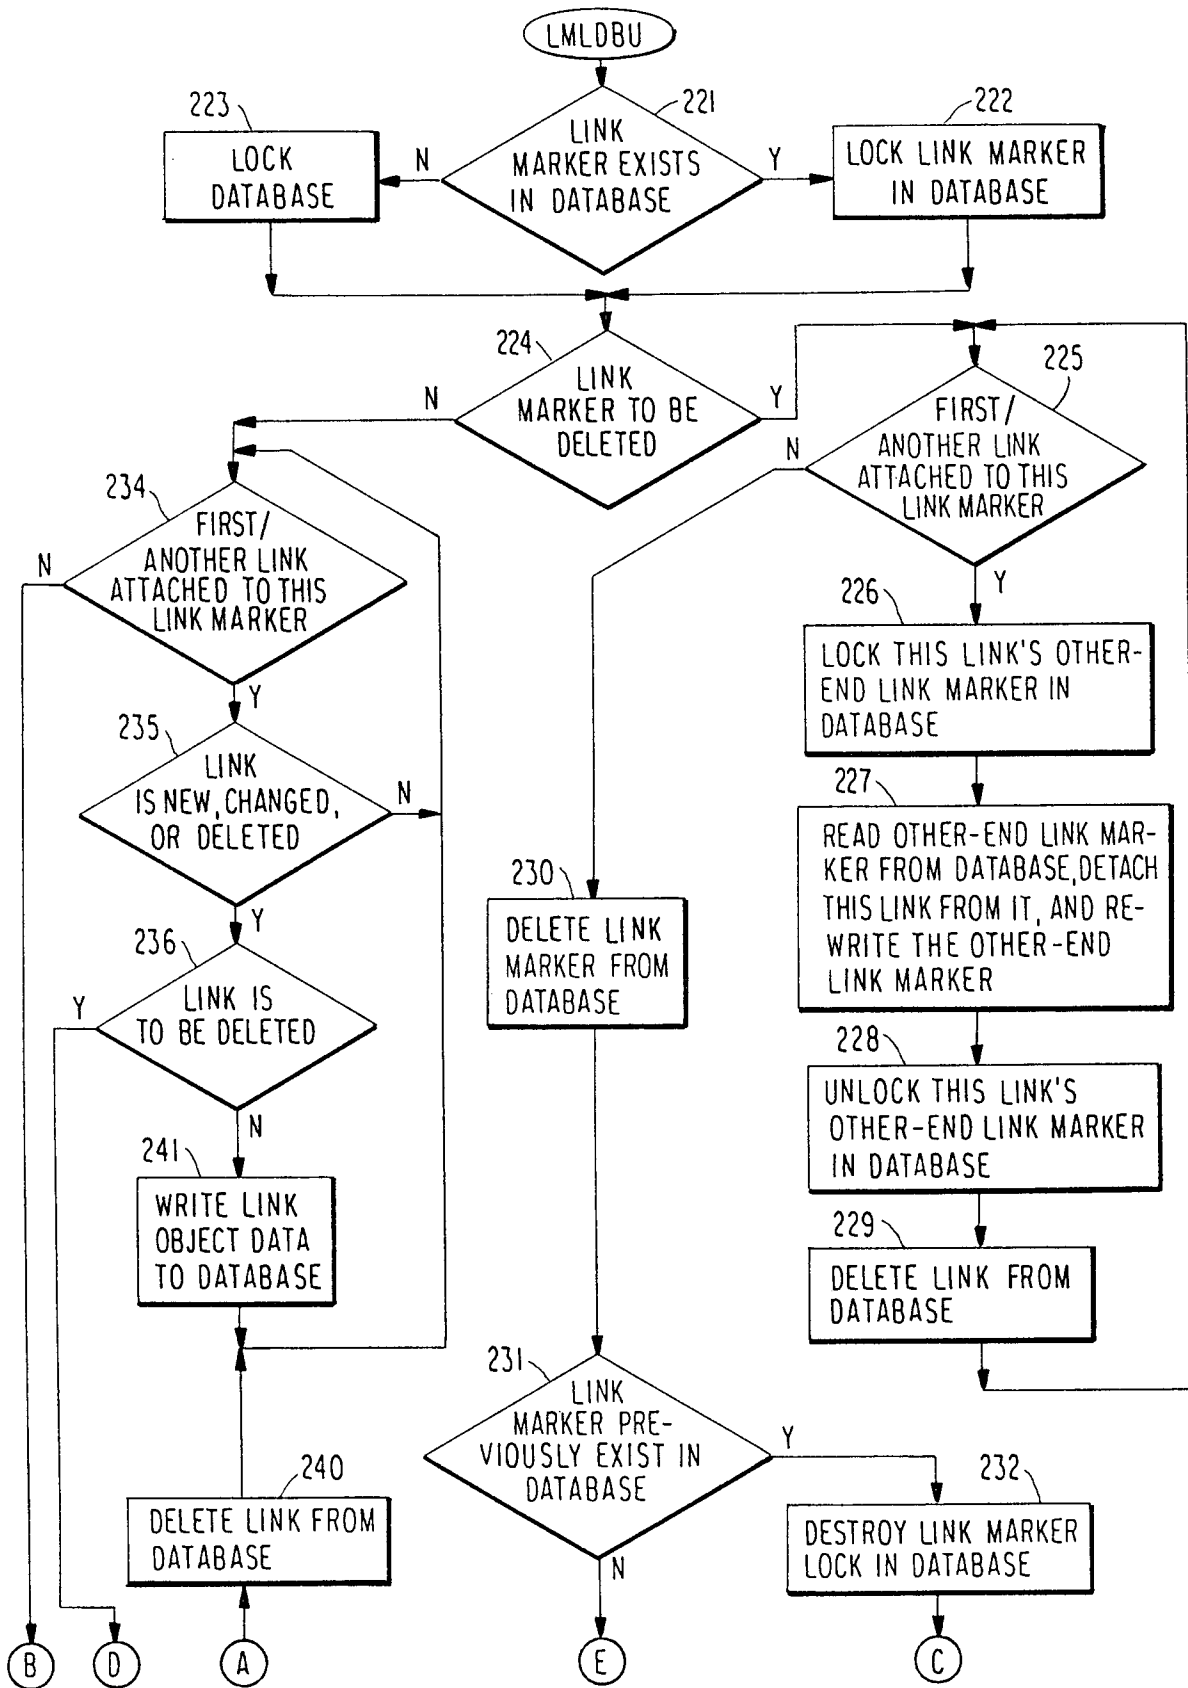 LMLDBU
223
221
222
LINK
MARKER EXISTS
IN DATABASE
N
Y
LOCK
DATABASE
LOCK LINK MARKER
IN DATABASE
224
LINK
MARKER TO BE
DELETED
N
Y
225
FIRST/
ANOTHER LINK
ATTACHED TO THIS
LINK MARKER
N
Y
234
FIRST/
ANOTHER LINK
ATTACHED TO THIS
LINK MARKER
N
Y
226
LOCK THIS LINK'S OTHER-
END LINK MARKER IN
DATABASE
235
LINK
IS NEW, CHANGED,
OR DELETED
N
Y
227
READ OTHER-END LINK MAR-
KER FROM DATABASE, DETACH
THIS LINK FROM IT, AND RE-
WRITE THE OTHER-END
LINK MARKER
230
DELETE LINK
MARKER FROM
DATABASE
236
LINK IS
TO BE DELETED
Y
N
228
UNLOCK THIS LINK'S
OTHER-END LINK MARKER
IN DATABASE
241
WRITE LINK
OBJECT DATA
TO DATABASE
229
DELETE LINK FROM
DATABASE
231
LINK
MARKER PRE-
VIOUSLY EXIST IN
DATABASE
Y
N
240
DELETE LINK FROM
DATABASE
232
DESTROY LINK MARKER
LOCK IN DATABASE
B
D
A
E
C